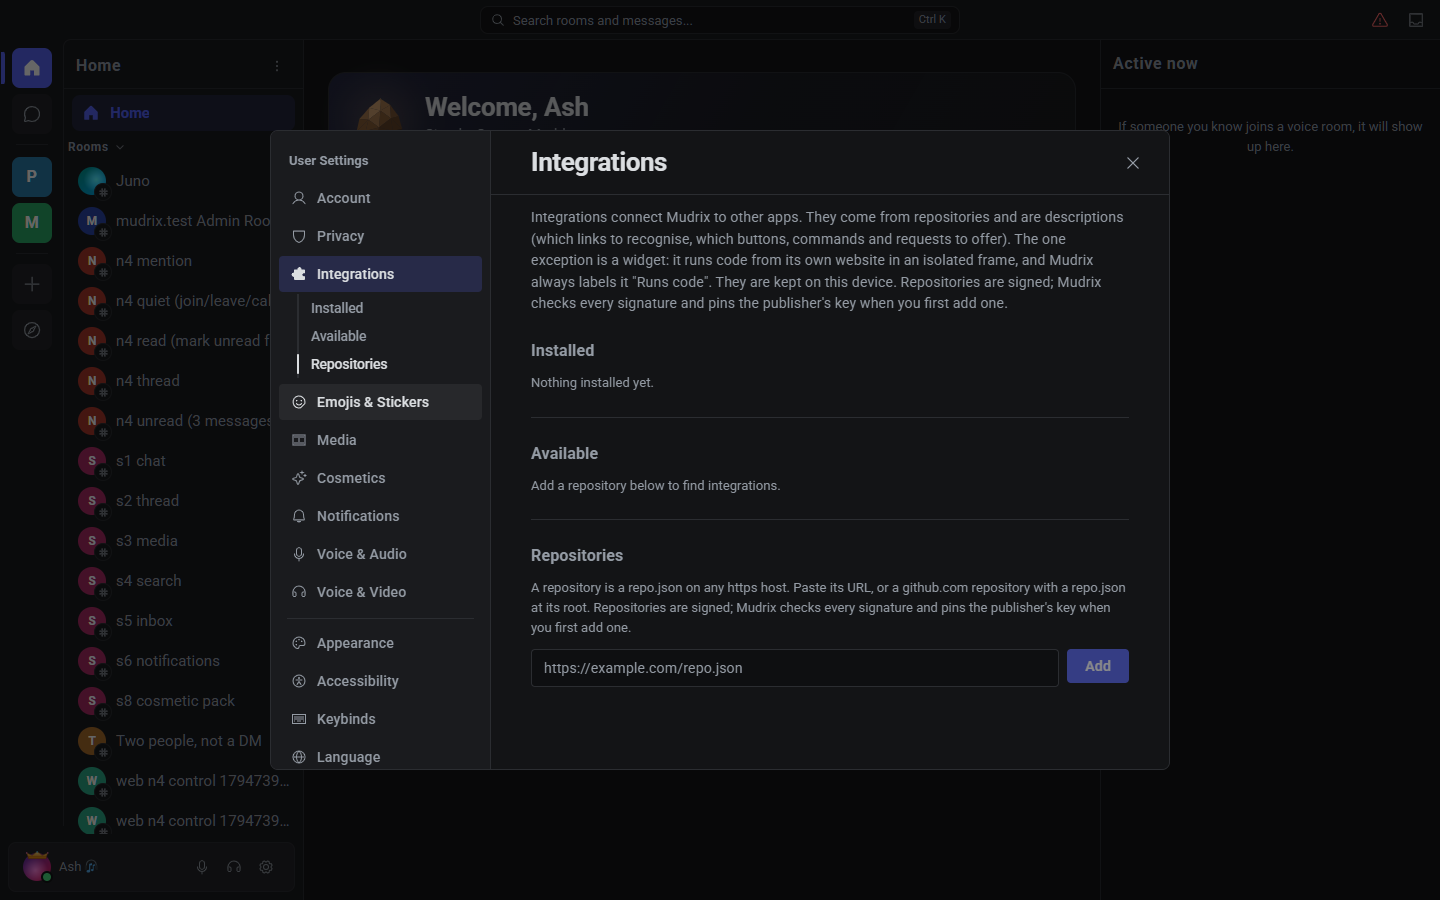 Search rooms and messages...
Ctrl K
Home
Active now
Home
Welcome, Ash
If someone you know joins a voice room, it will show
up here.
Rooms
P
M
Juno
M mudrix.test Admin Roo
N n4 mention
N n4 quiet (join/leave/cal
N n4 read (mark unread f
N n4 thread
N n4 unread (3 messages
S s1 chat
S s2 thread
S s3 media
S s4 search
S s5 inbox
S s6 notifications
S s8 cosmetic pack
T Two people, not a DM
W web n4 control 1794739...
W web n4 control 1794739...
Ash
User Settings
Account
Privacy
Integrations
Installed
Available
Repositories
Emojis & Stickers
Media
Cosmetics
Notifications
Voice & Audio
Voice & Video
Appearance
Accessibility
Keybinds
Language
Integrations
Integrations connect Mudrix to other apps. They come from repositories and are descriptions
(which links to recognise, which buttons, commands and requests to offer). The one
exception is a widget: it runs code from its own website in an isolated frame, and Mudrix
always labels it "Runs code". They are kept on this device. Repositories are signed; Mudrix
checks every signature and pins the publisher's key when you first add one.
Installed
Nothing installed yet.
Available
Add a repository below to find integrations.
Repositories
A repository is a repo.json on any https host. Paste its URL, or a github.com repository with a repo.json
at its root. Repositories are signed; Mudrix checks every signature and pins the publisher's key when
you first add one.
https://example.com/repo.json
Add